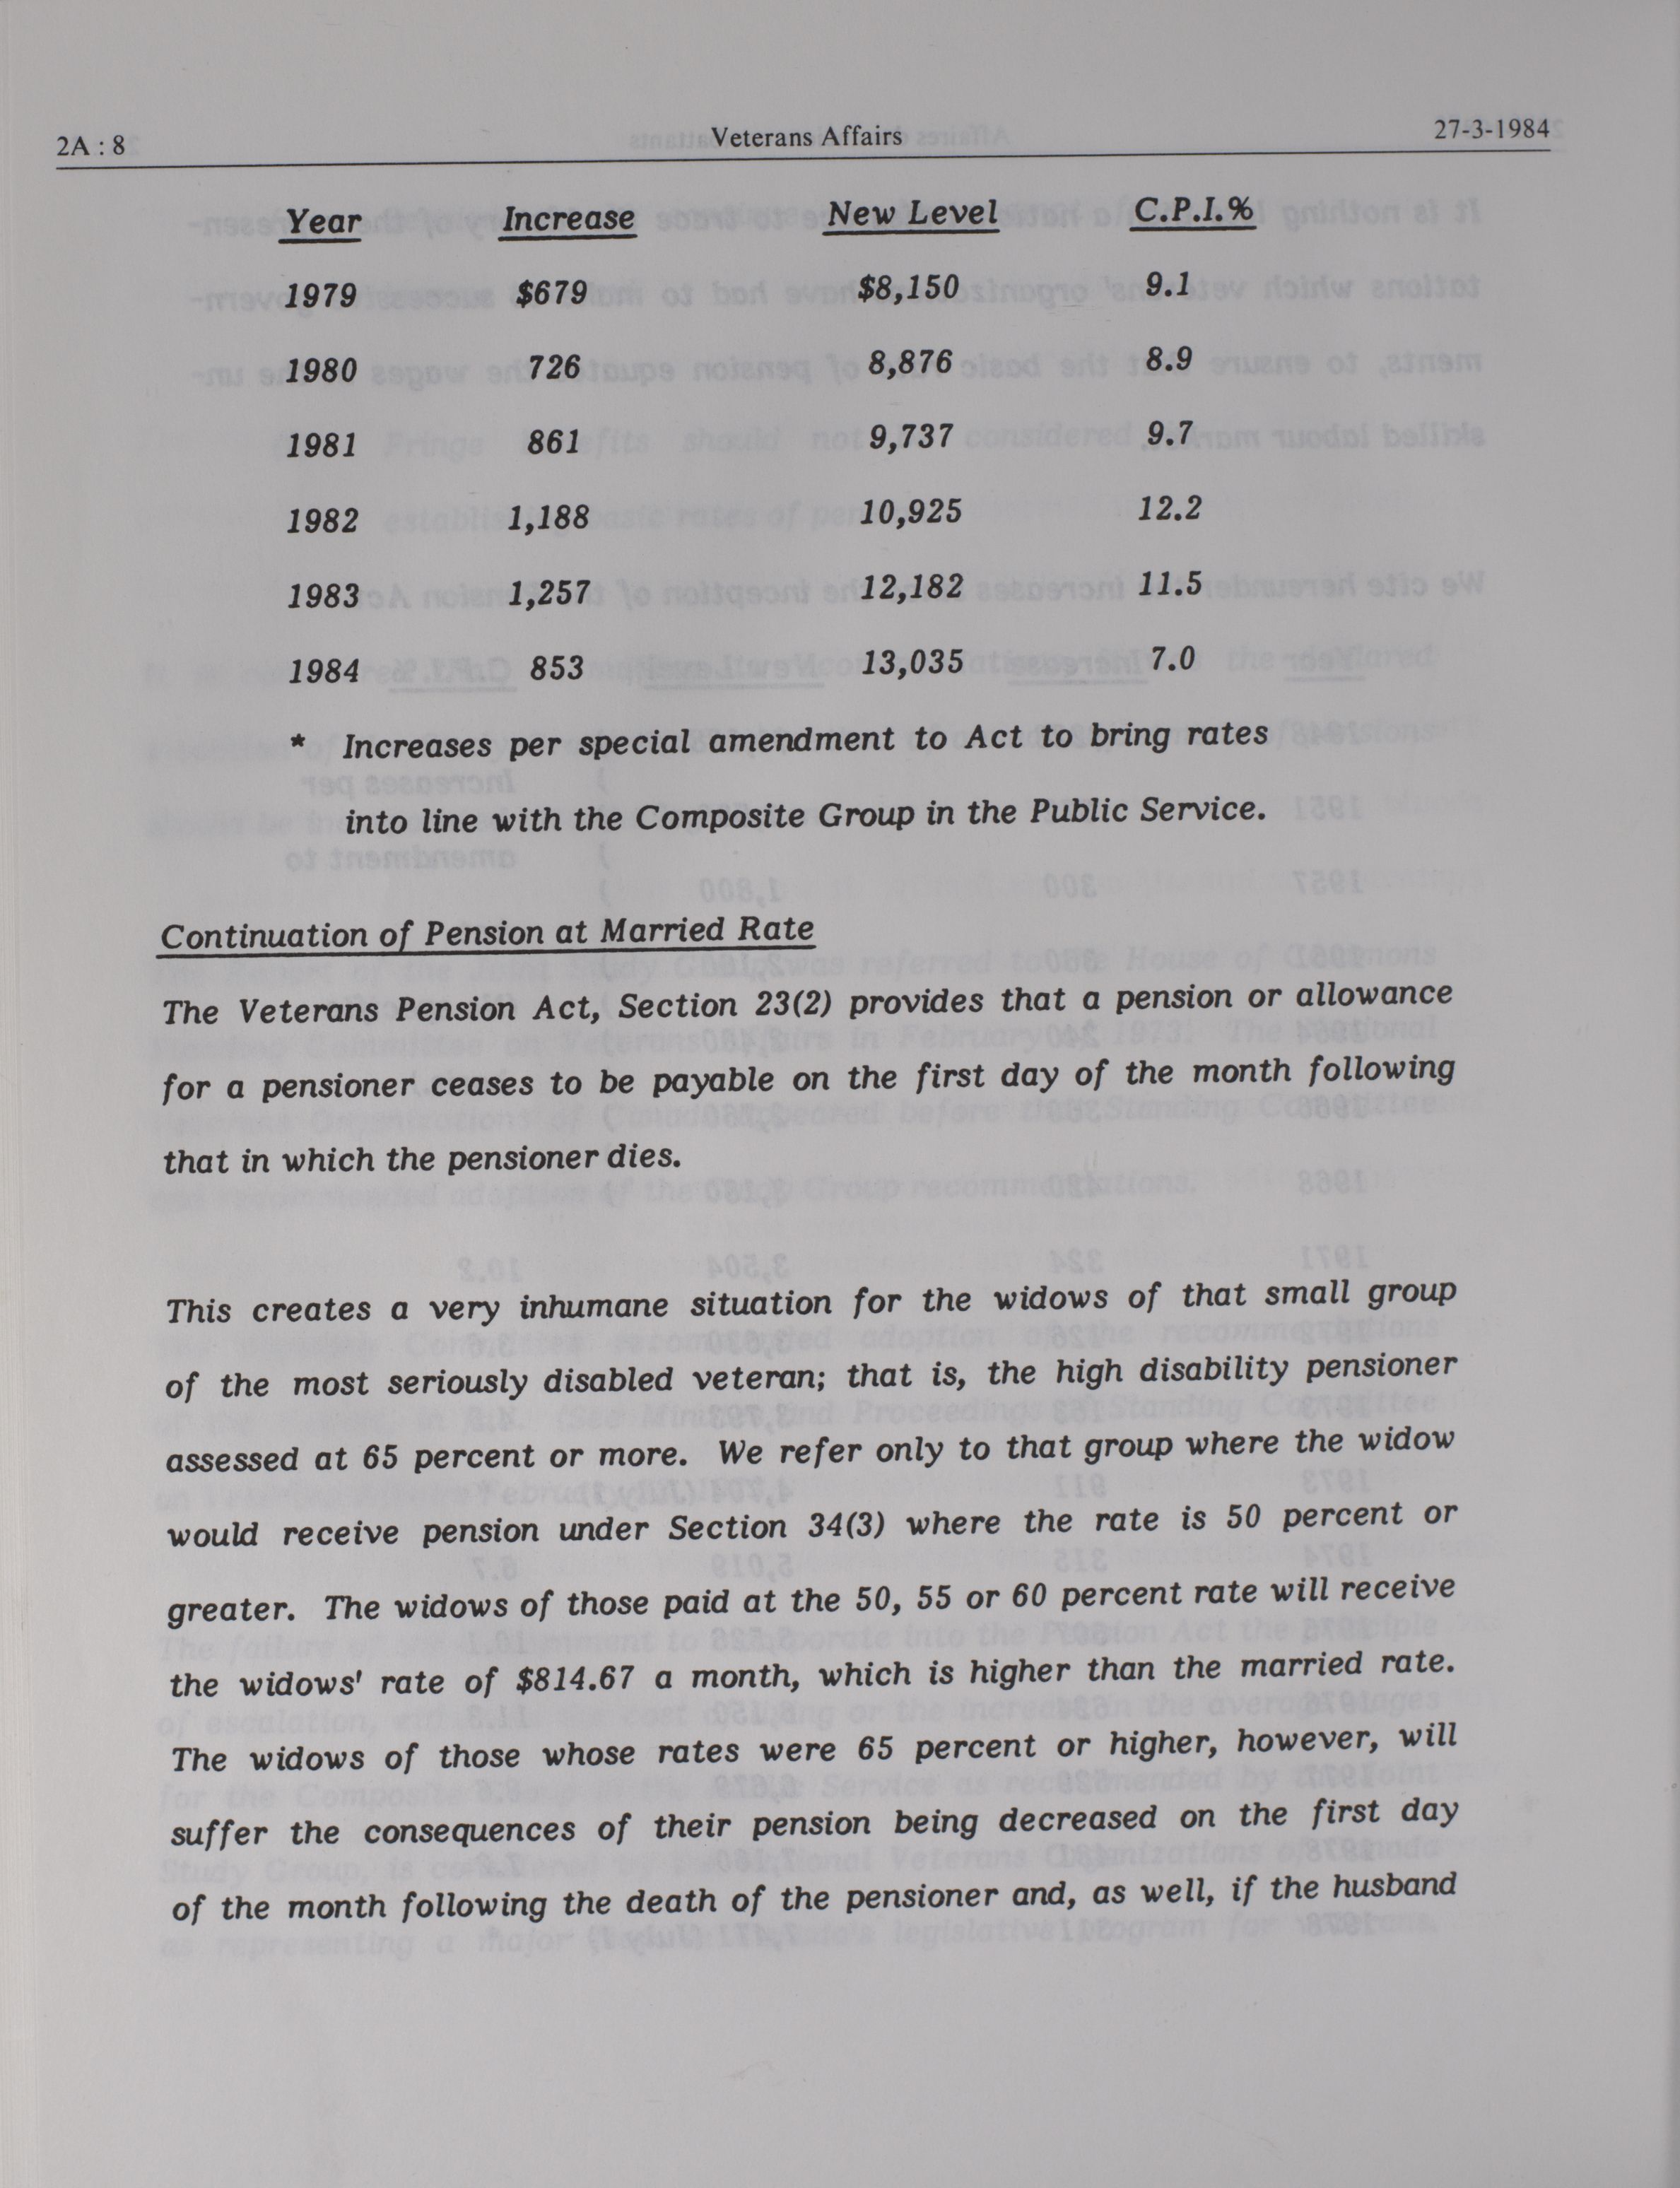 2A : 8 Veterans Affairs 27-3-1984
Year Increase New Level C.P.I.%
1979 $679 $8,150 9.1
1980 726 8,876 8.9
1981 861 9,737 9.7
1982 1,188 10,925 12.2
1983 1,257 12,182 11.5
1984 853 13,035 7.0
* Increases per special amendment to Act to bring rates
into line with the Composite Group in the Public Service.
Continuation of Pension at Married Rate
The Veterans Pension Act, Section 23(2) provides that a pension or allowance
for a pensioner ceases to be payable on the first day of the month following
that in which the pensioner dies.
This creates a very inhumane situation for the widows of that small group
of the most seriously disabled veteran; that is, the high disability pensioner
assessed at 65 percent or more. We refer only to that group where the widow
would receive pension under Section 34(3) where the rate is 50 percent or
greater. The widows of those paid at the 50, 55 or 60 percent rate will receive
the widows' rate of $814.67 a month, which is higher than the married rate.
The widows of those whose rates were 65 percent or higher, however, will
suffer the consequences of their pension being decreased on the first day
of the month following the death of the pensioner and, as well, if the husband